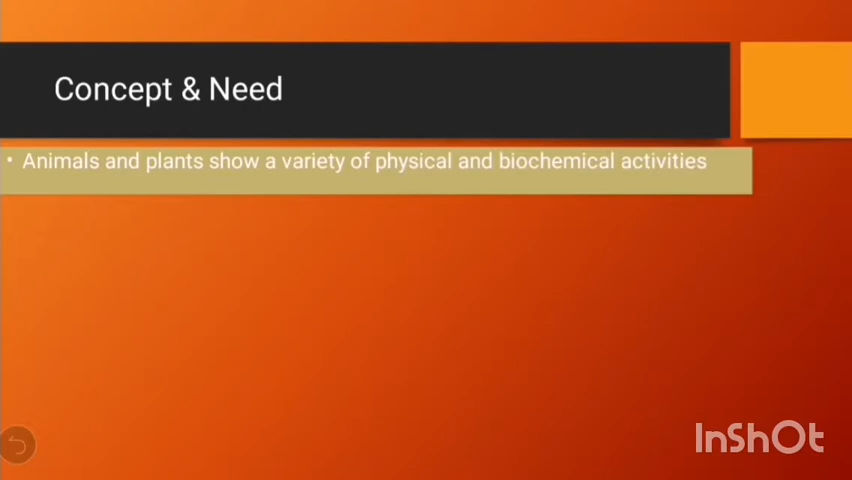 Concept & Need
• Animals and plants show a variety of physical and biochemical activities
InShOt